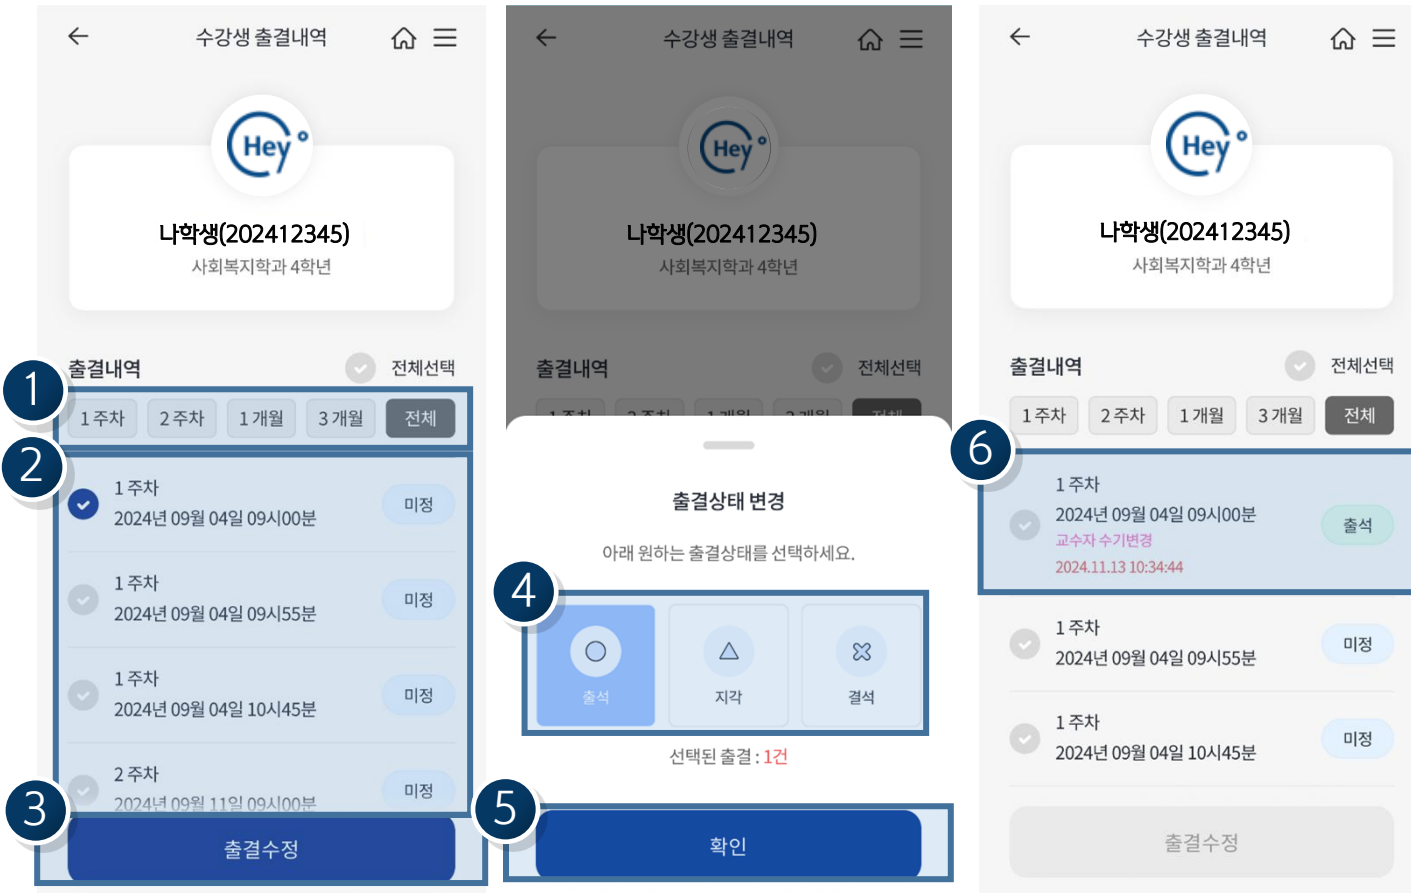 수강생 출결내역
Hey
나학생(202412345)
사회복지학과 4학년
출결내역
전체선택
1
1주차
2주차
1개월
3개월
전체
2
1 주차
2024년 09월 04일 09시00분
미정
1 주차
2024년 09월 04일 09시55분
미정
1 주차
2024년 09월 04일 10시45분
미정
2 주차
2024년 09월 11일 09시00분
미정
3
출결수정
수강생 출결내역
Hey
나학생(202412345)
사회복지학과 4학년
출결내역
전체선택
1주차
2주차
1개월
3개월
전체
출결상태 변경
아래 원하는 출결상태를 선택하세요.
4
출석
지각
결석
선택된 출결 : 1건
5
확인
수강생 출결내역
Hey
나학생(202412345)
사회복지학과 4학년
출결내역
전체선택
1주차
2주차
1개월
3개월
전체
6
1 주차
2024년 09월 04일 09시00분
교수자 수기변경
2024.11.13 10:34:44
출석
1 주차
2024년 09월 04일 09시55분
미정
1 주차
2024년 09월 04일 10시45분
미정
출결수정